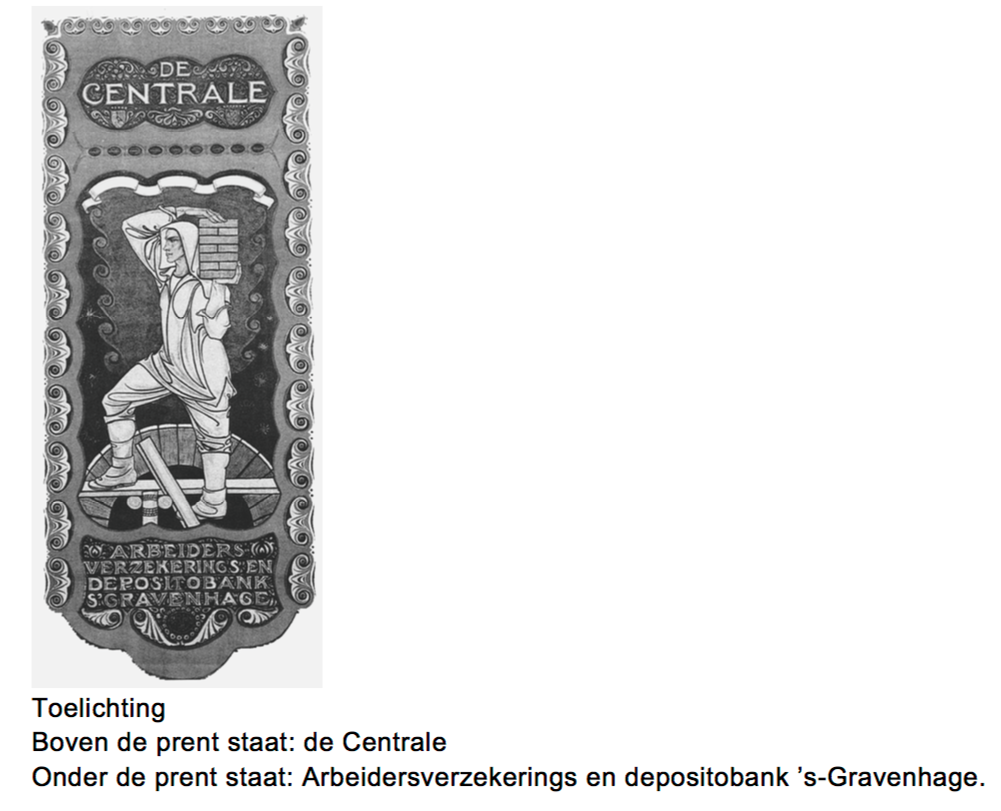 DE
CENTRALE
ARBEIDERS-
VERZEKERINGS EN
DEPOSITOBANK
S'GRAVENHAGE
Toelichting
Boven de prent staat: de Centrale
Onder de prent staat: Arbeidersverzekerings en depositobank ’s-Gravenhage.